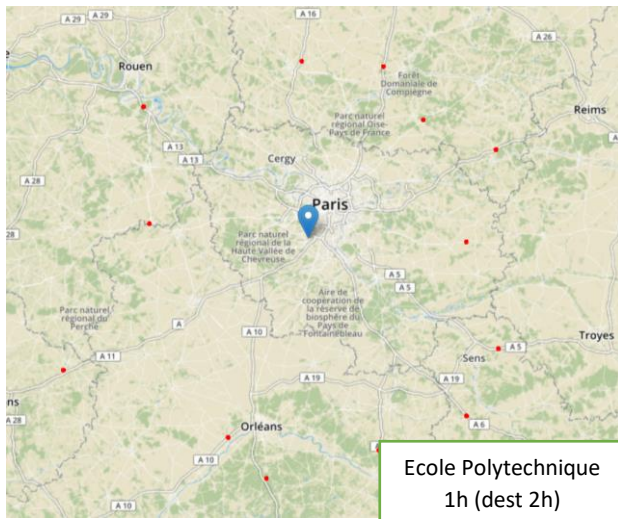 A 29
A 29
A 16
A 26
Rouen
Forêt
Domaniale de
Compiègne
Reims
Parc naturel
régional Oise-
Pays de France
A 13
A 13
Cergy
A 28
Paris
A 28
Parc naturel
régional de la
Haute Vallée de
Chevreuse
A 5
Aire de
coopération de
la réserve de
biosphère du
Pays de
Fontainebleau
A 5
Parc naturel
régional du
Perche
A
A 10
A 11
Troyes
A 5
Sens
A 19
A 19
ns
A 28
Orléans
A 6
A 10
A 10
Ecole Polytechnique
1h (dest 2h)